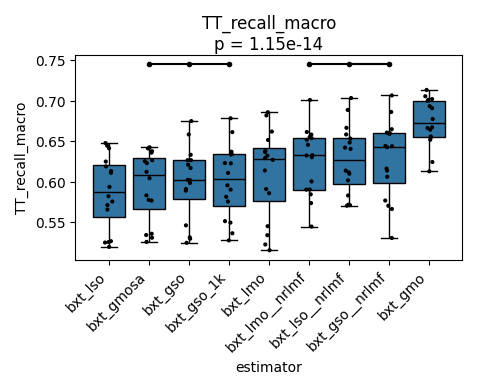 TT_recall_macro
p = 1.15e-14
TT_recall_macro
0.75
0.70
0.65
0.60
0.55
bxt_lso
bxt_gmosa
bxt_gso
bxt_gso_1k
bxt_lmo
bxt_lmo__nrlmf
bxt_lso__nrlmf
bxt_gso__nrlmf
bxt_gmo
estimator